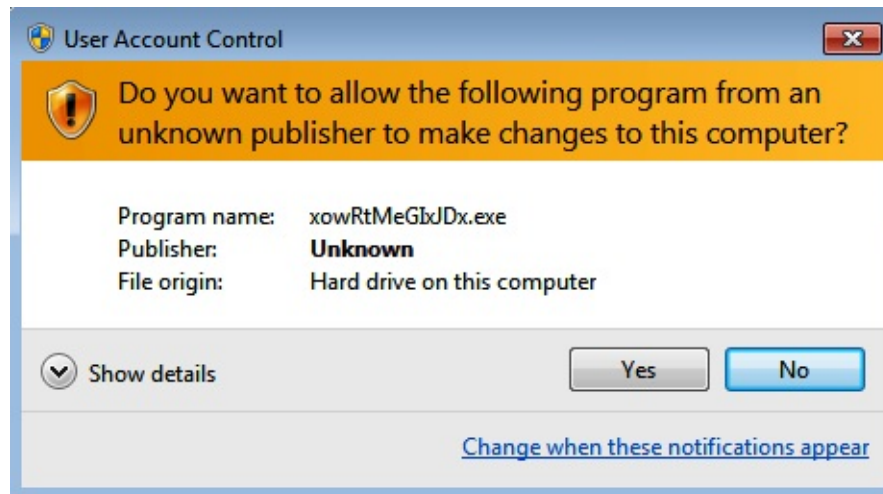 User Account Control
Do you want to allow the following program from an
unknown publisher to make changes to this computer?
Program name: xowRtMeGIxJDx.exe
Publisher: Unknown
File origin: Hard drive on this computer
Show details
Yes
No
Change when these notifications appear